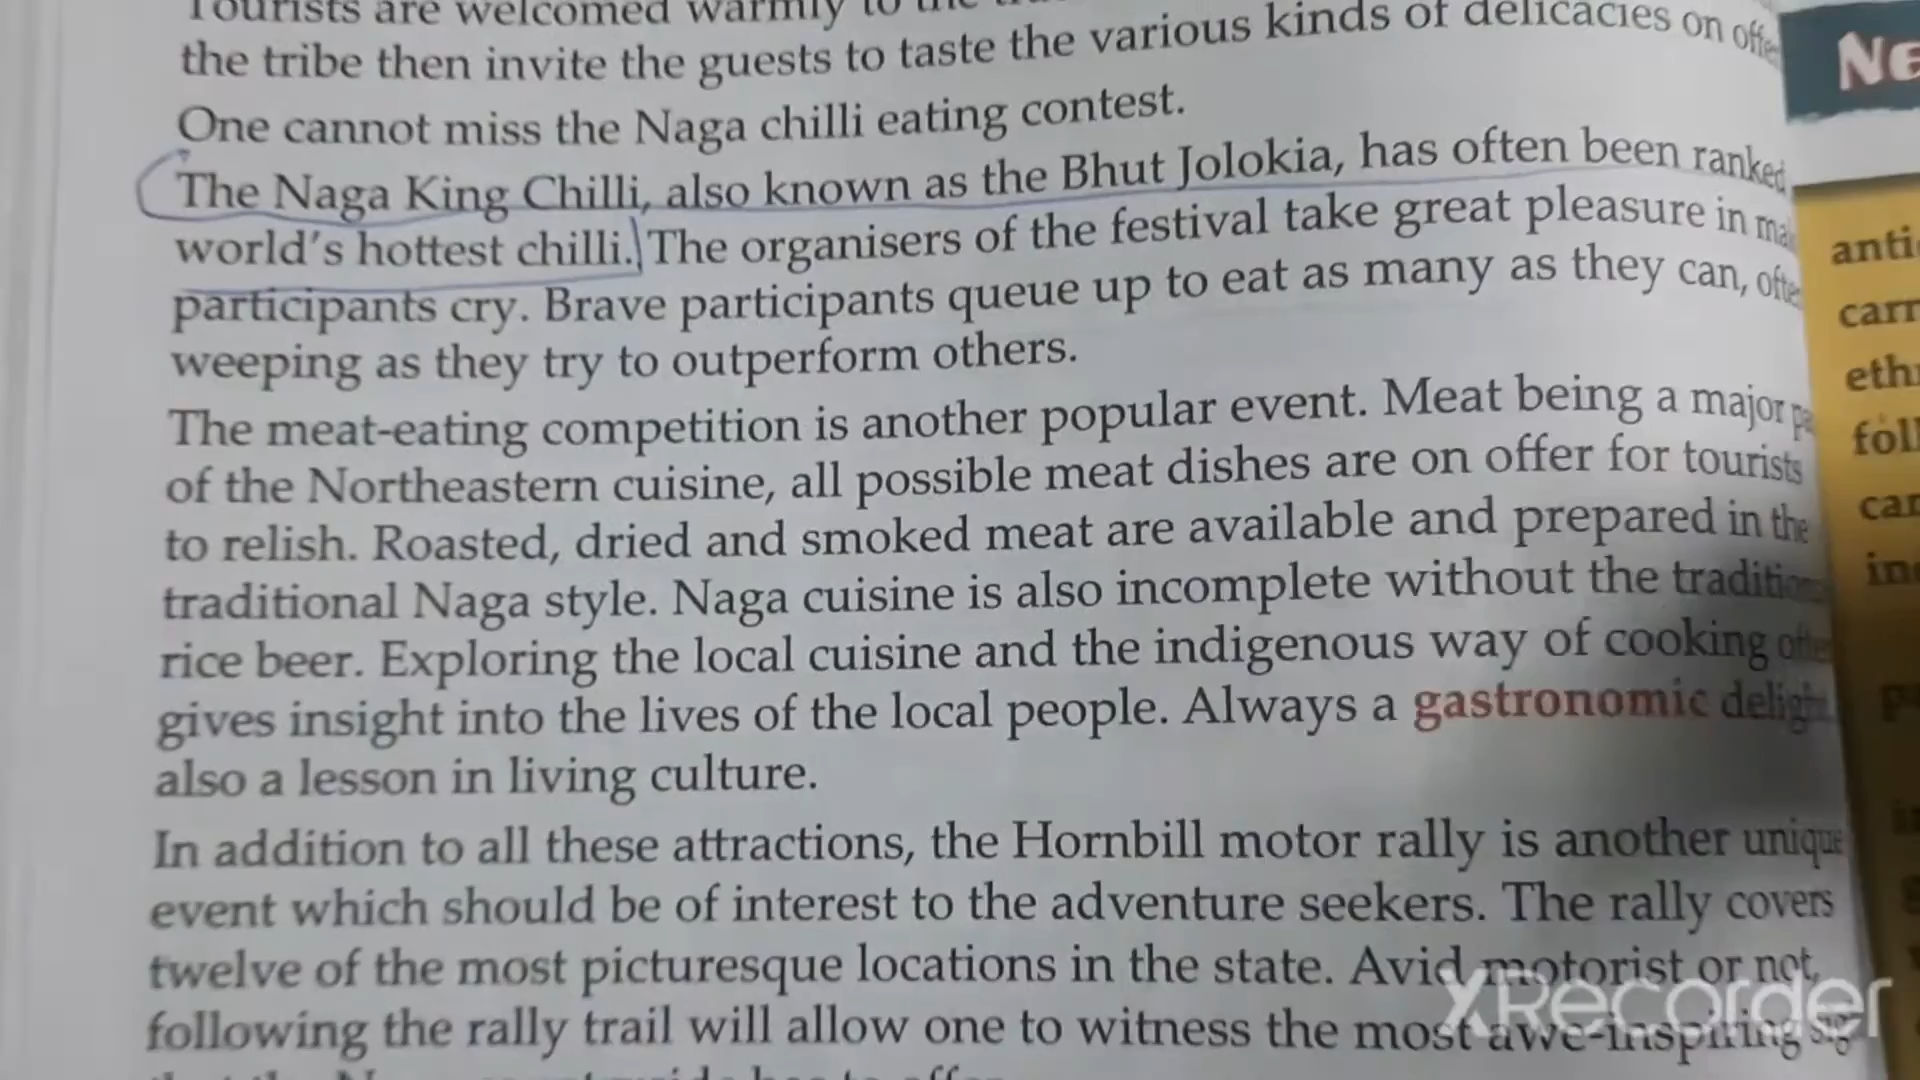 Tourists are welcomed warmly to the
the tribe then invite the guests to taste the various kinds of delicacies on
One cannot miss the Naga chilli eating contest.
The Naga King Chilli, also known as the Bhut Jolokia, has often been ranked
world's hottest chilli. The organisers of the festival take great pleasure in
participants cry. Brave participants queue up to eat as many as they can,
weeping as they try to outperform others.
The meat-eating competition is another popular event. Meat being a major
of the Northeastern cuisine, all possible meat dishes are on offer for tourists
to relish. Roasted, dried and smoked meat are available and prepared in the
traditional Naga style. Naga cuisine is also incomplete without the
rice beer. Exploring the local cuisine and the indigenous way of cooking
gives insight into the lives of the local people. Always a gastronomic delight
also a lesson in living culture.
In addition to all these attractions, the Hornbill motor rally is another unique
event which should be of interest to the adventure seekers. The rally covers
twelve of the most picturesque locations in the state. Avid motorist or not,
following the rally trail will allow one to witness the most awe-inspiring
Ne
anti
carr
eth
foll
car
XRecorder